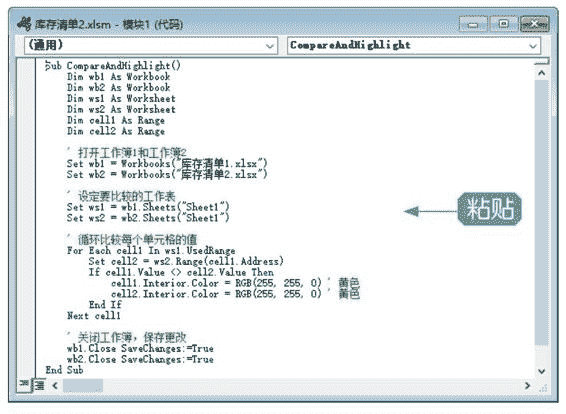 库存清单2.xlsm - 模块1 (代码)
(通用)
CompareAndHighlight
Sub CompareAndHighlight()
Dim wb1 As Workbook
Dim wb2 As Workbook
Dim ws1 As Worksheet
Dim ws2 As Worksheet
Dim cell1 As Range
Dim cell2 As Range
' 打开工作簿1和工作簿2
Set wb1 = Workbooks("库存清单1.xlsx")
Set wb2 = Workbooks("库存清单2.xlsx")
' 设定要比较的工作表
Set ws1 = wb1.Sheets("Sheet1")
Set ws2 = wb2.Sheets("Sheet1")
粘贴
' 循环比较每个单元格的值
For Each cell1 In ws1.UsedRange
Set cell2 = ws2.Range(cell1.Address)
If cell1.Value <> cell2.Value Then
cell1.Interior.Color = RGB(255, 255, 0) ' 黄色
cell2.Interior.Color = RGB(255, 255, 0) ' 黄色
End If
Next cell1
' 关闭工作簿，保存更改
wb1.Close SaveChanges:=True
wb2.Close SaveChanges:=True
End Sub